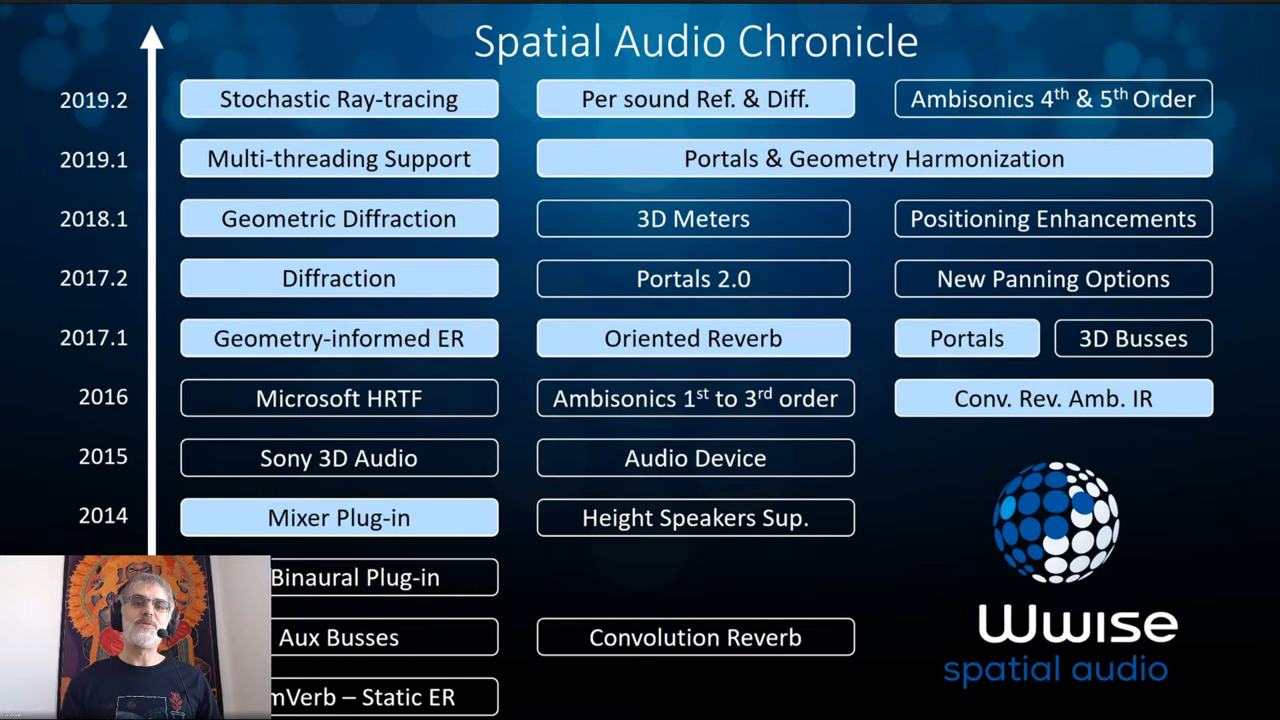 Spatial Audio Chronicle
2019.2 Stochastic Ray-tracing Per sound Ref. & Diff. Ambisonics 4th & 5th Order
2019.1 Multi-threading Support Portals & Geometry Harmonization
2018.1 Geometric Diffraction 3D Meters Positioning Enhancements
2017.2 Diffraction Portals 2.0 New Panning Options
2017.1 Geometry-informed ER Oriented Reverb Portals 3D Busses
2016 Microsoft HRTF Ambisonics 1st to 3rd order Conv. Rev. Amb. IR
2015 Sony 3D Audio Audio Device
2014 Mixer Plug-in Height Speakers Sup.
Binaural Plug-in
Aux Busses Convolution Reverb
mVerb – Static ER
Wwise
spatial audio